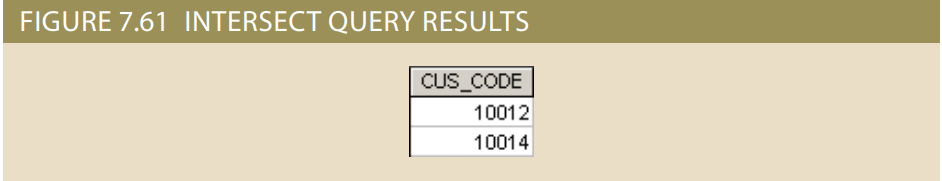 FIGURE 7.61 INTERSECT QUERY RESULTS
CUS_CODE
10012
10014